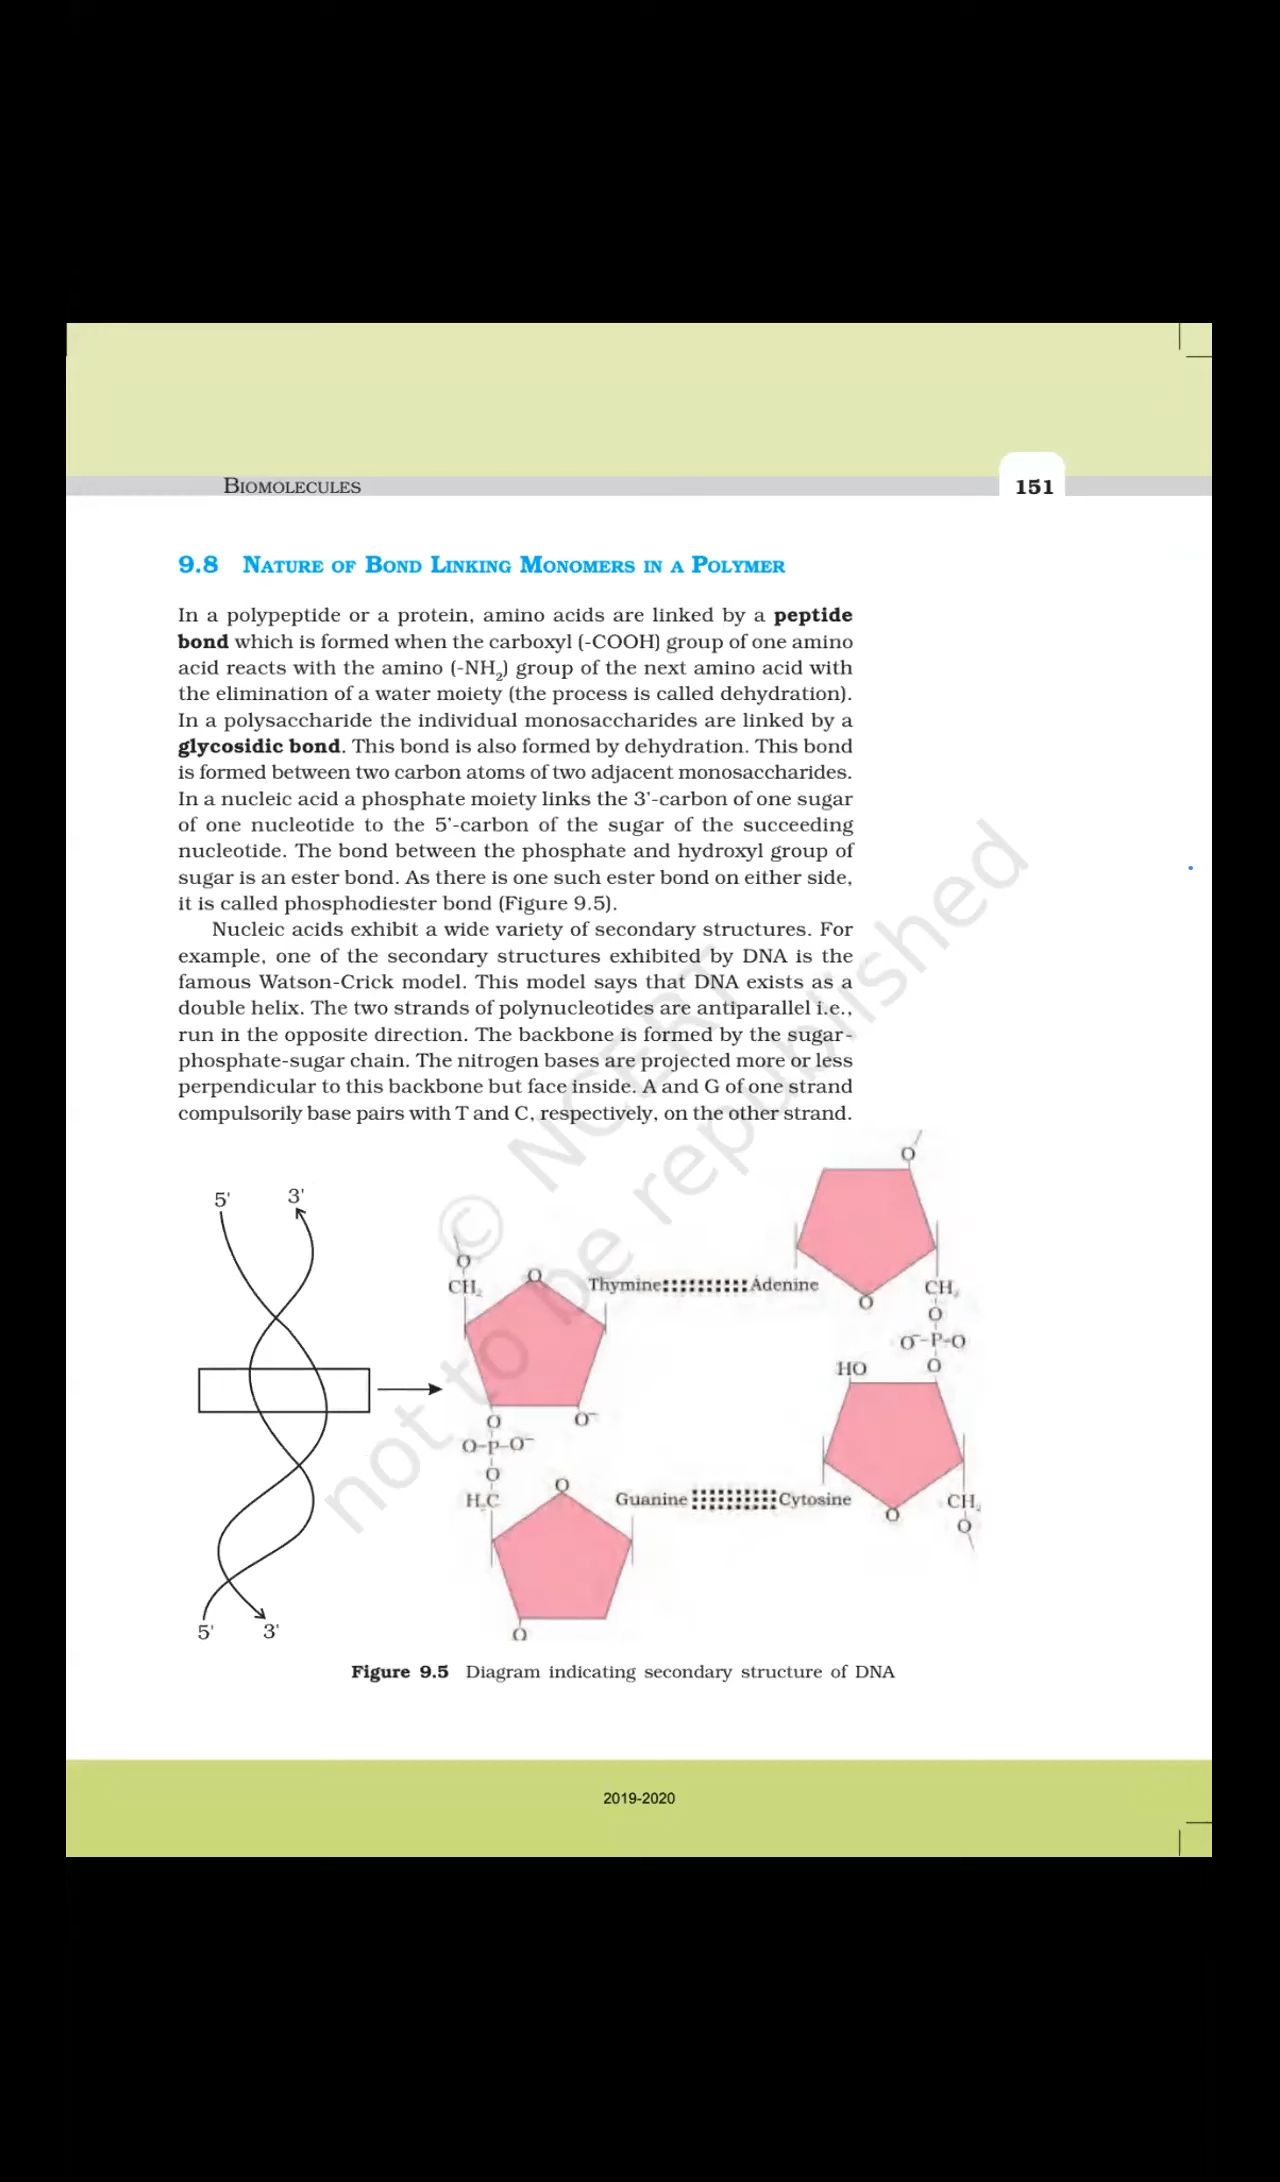 BIOMOLECULES
151
9.8 NATURE OF BOND LINKING MONOMERS IN A POLYMER
In a polypeptide or a protein, amino acids are linked by a peptide
bond which is formed when the carboxyl (-COOH) group of one amino
acid reacts with the amino (-NH₂) group of the next amino acid with
the elimination of a water moiety (the process is called dehydration).
In a polysaccharide the individual monosaccharides are linked by a
glycosidic bond. This bond is also formed by dehydration. This bond
is formed between two carbon atoms of two adjacent monosaccharides.
In a nucleic acid a phosphate moiety links the 3'-carbon of one sugar
of one nucleotide to the 5'-carbon of the sugar of the succeeding
nucleotide. The bond between the phosphate and hydroxyl group of
sugar is an ester bond. As there is one such ester bond on either side,
it is called phosphodiester bond (Figure 9.5).
Nucleic acids exhibit a wide variety of secondary structures. For
example, one of the secondary structures exhibited by DNA is the
famous Watson-Crick model. This model says that DNA exists as a
double helix. The two strands of polynucleotides are antiparallel i.e.,
run in the opposite direction. The backbone is formed by the sugar-
phosphate-sugar chain. The nitrogen bases are projected more or less
perpendicular to this backbone but face inside. A and G of one strand
compulsorily base pairs with T and C, respectively, on the other strand.
© NCERT
not to be republished
5' 3'
5' 3'
O
CH₂
O
Thymine Adenine
O
O
CH₂
O
O⁻-P-O
O
HO
O
O⁻
O-P-O⁻
O
H₂C
O
Guanine Cytosine
O
CH₂
O
O
Figure 9.5 Diagram indicating secondary structure of DNA
2019-2020